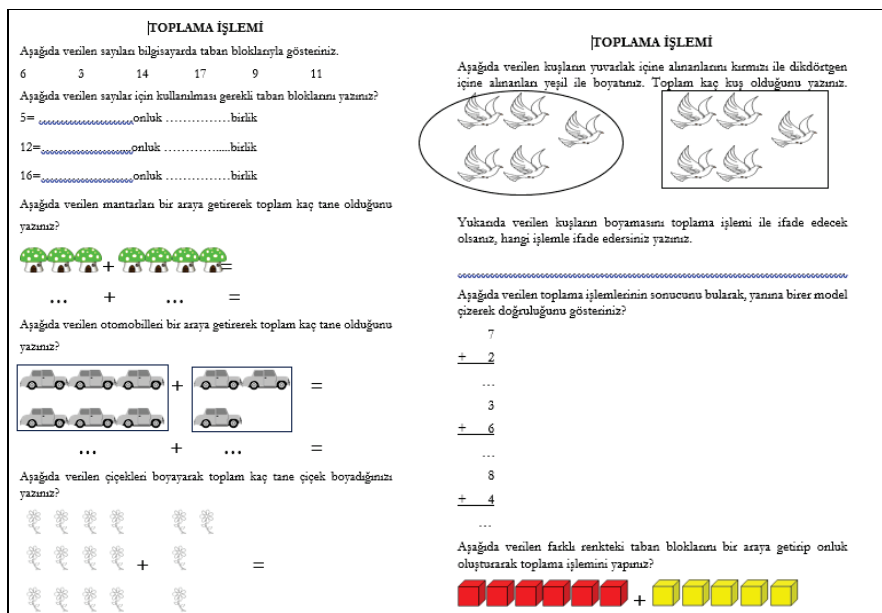 TOPLAMA İŞLEMİ
Aşağıda verilen sayıları bilgisayarda taban bloklarıyla gösteriniz.
6 3 14 17 9 11
Aşağıda verilen sayılar için kullanılması gerekli taban bloklarını yazınız?
5= onluk ……………birlik
12= onluk …………......birlik
16= onluk ……………birlik
Aşağıda verilen mantarları bir araya getirerek toplam kaç tane olduğunu
yazınız?
+ =
... + ... =
Aşağıda verilen otomobilleri bir araya getirerek toplam kaç tane olduğunu
yazınız?
+ =
... + ... =
Aşağıda verilen çiçekleri boyayarak toplam kaç tane çiçek boyadığınızı
yazınız?
+ =
TOPLAMA İŞLEMİ
Aşağıda verilen kuşların yuvarlak içine alınanlarını kırmızı ile dikdörtgen
içine alınanları yeşil ile boyatınız. Toplam kaç kuş olduğunu yazınız.
Yukarıda verilen kuşların boyamasını toplama işlemi ile ifade edecek
olsanız, hangi işlemle ifade edersiniz yazınız.
Aşağıda verilen toplama işlemlerinin sonucunu bularak, yanına birer model
çizerek doğruluğunu gösteriniz?
7
+ 2
...
3
+ 6
...
8
+ 4
...
Aşağıda verilen farklı renkteki taban bloklarını bir araya getirip onluk
oluşturarak toplama işlemini yapınız?
+